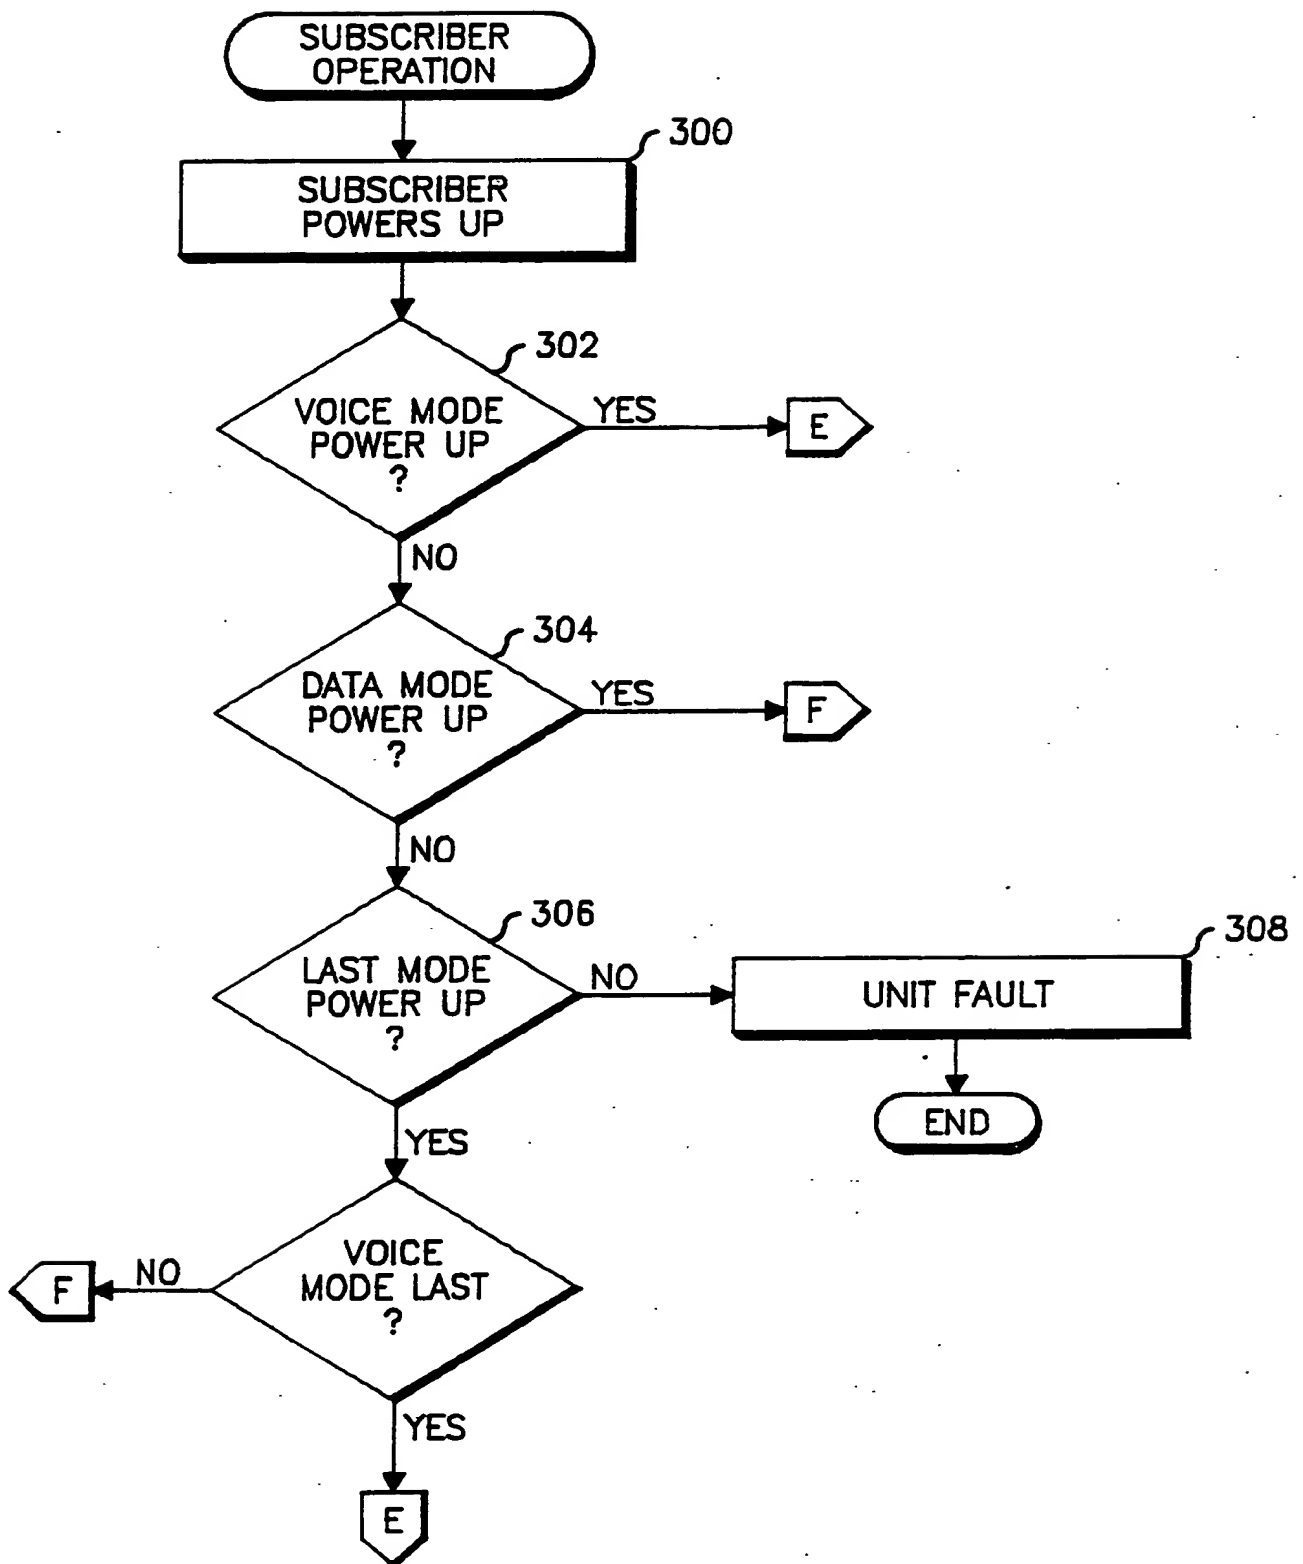 SUBSCRIBER
OPERATION
300
SUBSCRIBER
POWERS UP
302
VOICE MODE
POWER UP
?
YES
E
NO
304
DATA MODE
POWER UP
?
YES
F
NO
306
LAST MODE
POWER UP
?
NO
308
UNIT FAULT
END
YES
VOICE
MODE LAST
?
NO
F
YES
E